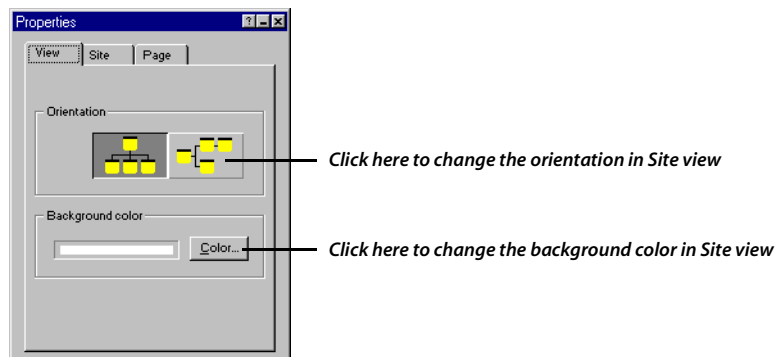 Properties
View Site Page
Orientation
Click here to change the orientation in Site view
Background color
Color...
Click here to change the background color in Site view